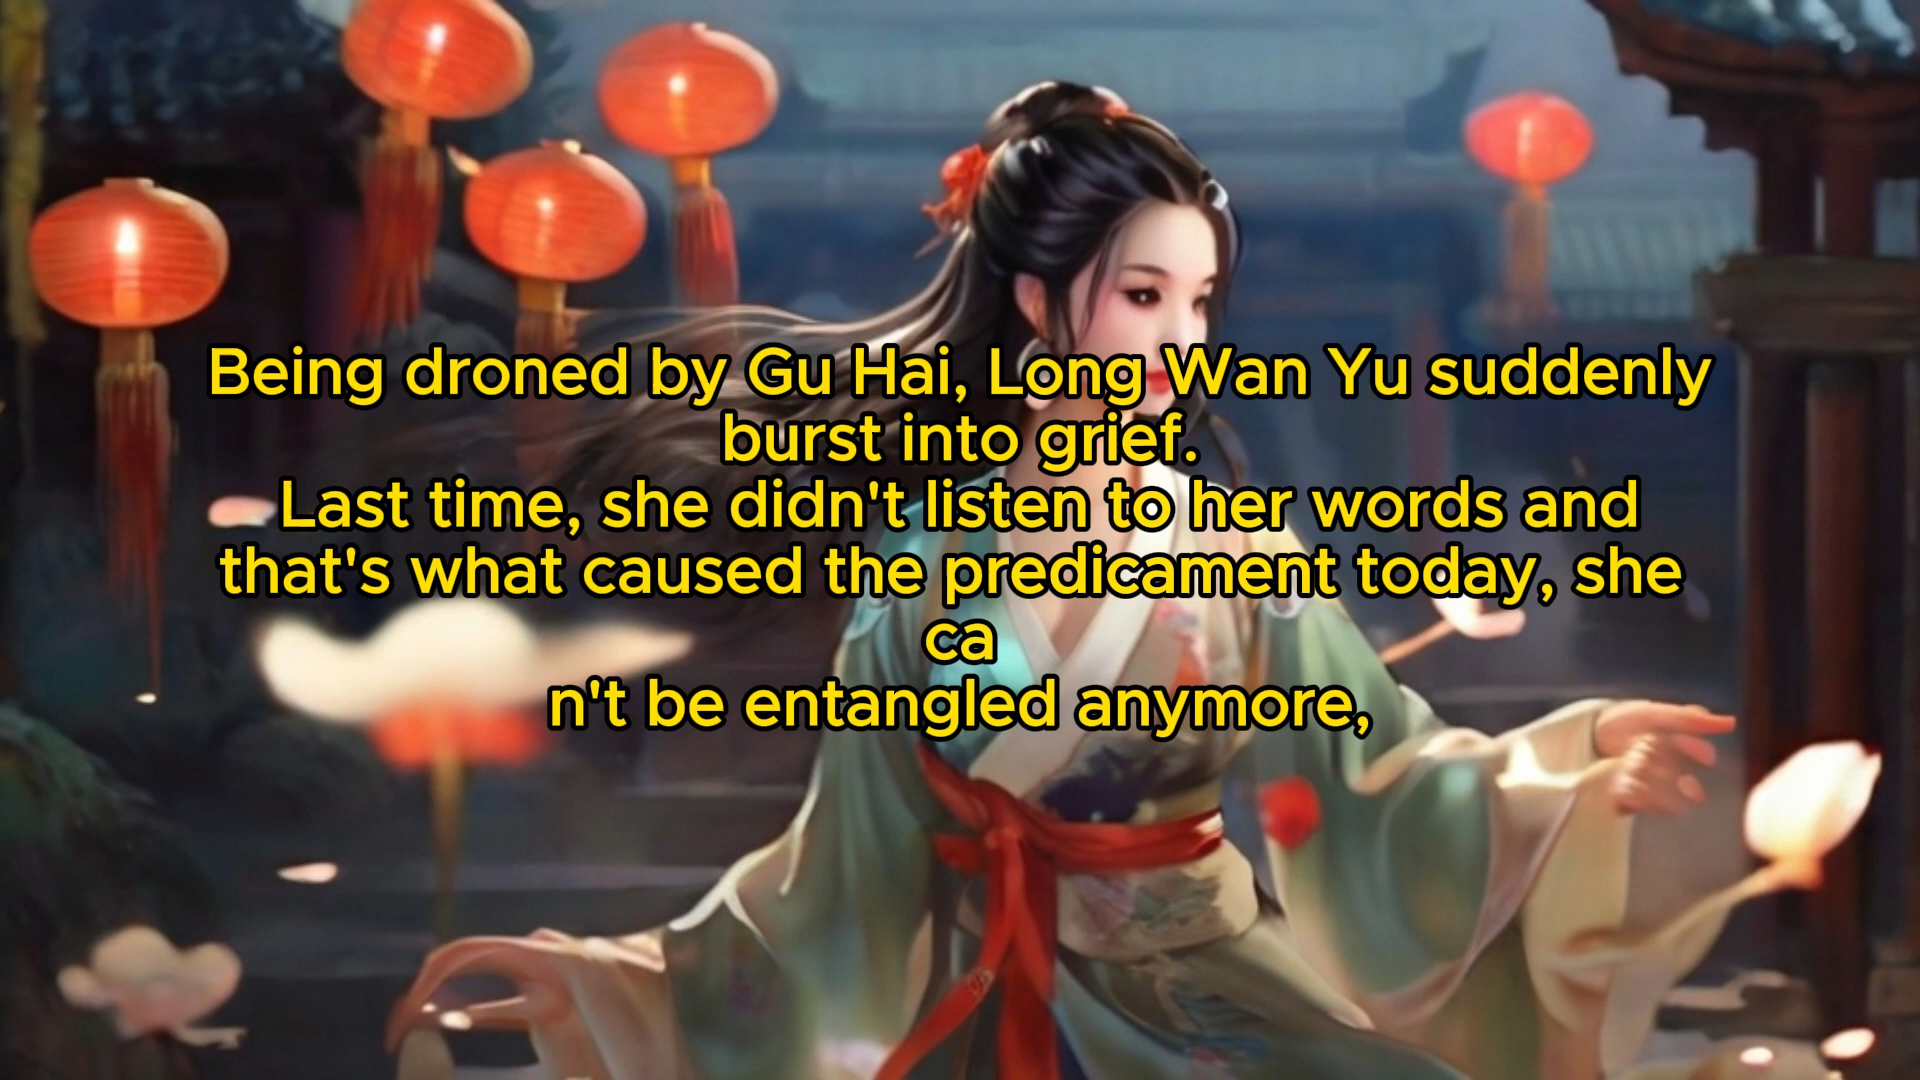 Being droned by Gu Hai, Long Wan Yu suddenly
burst into grief.
Last time, she didn't listen to her words and
that's what caused the predicament today, she
ca
n't be entangled anymore,